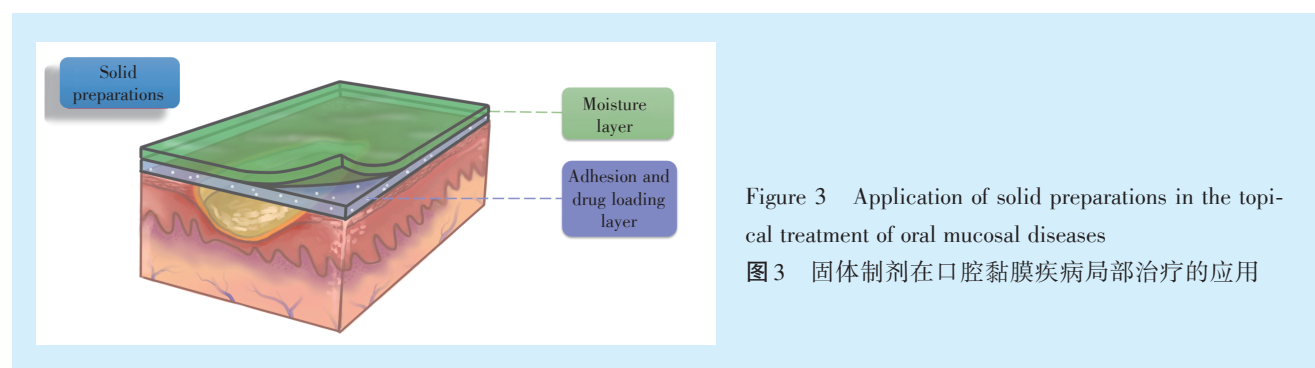 Solid
preparations
Moisture
layer
Adhesion and
drug loading
layer
Figure 3 Application of solid preparations in the topi-
cal treatment of oral mucosal diseases
图3 固体制剂在口腔黏膜疾病局部治疗的应用